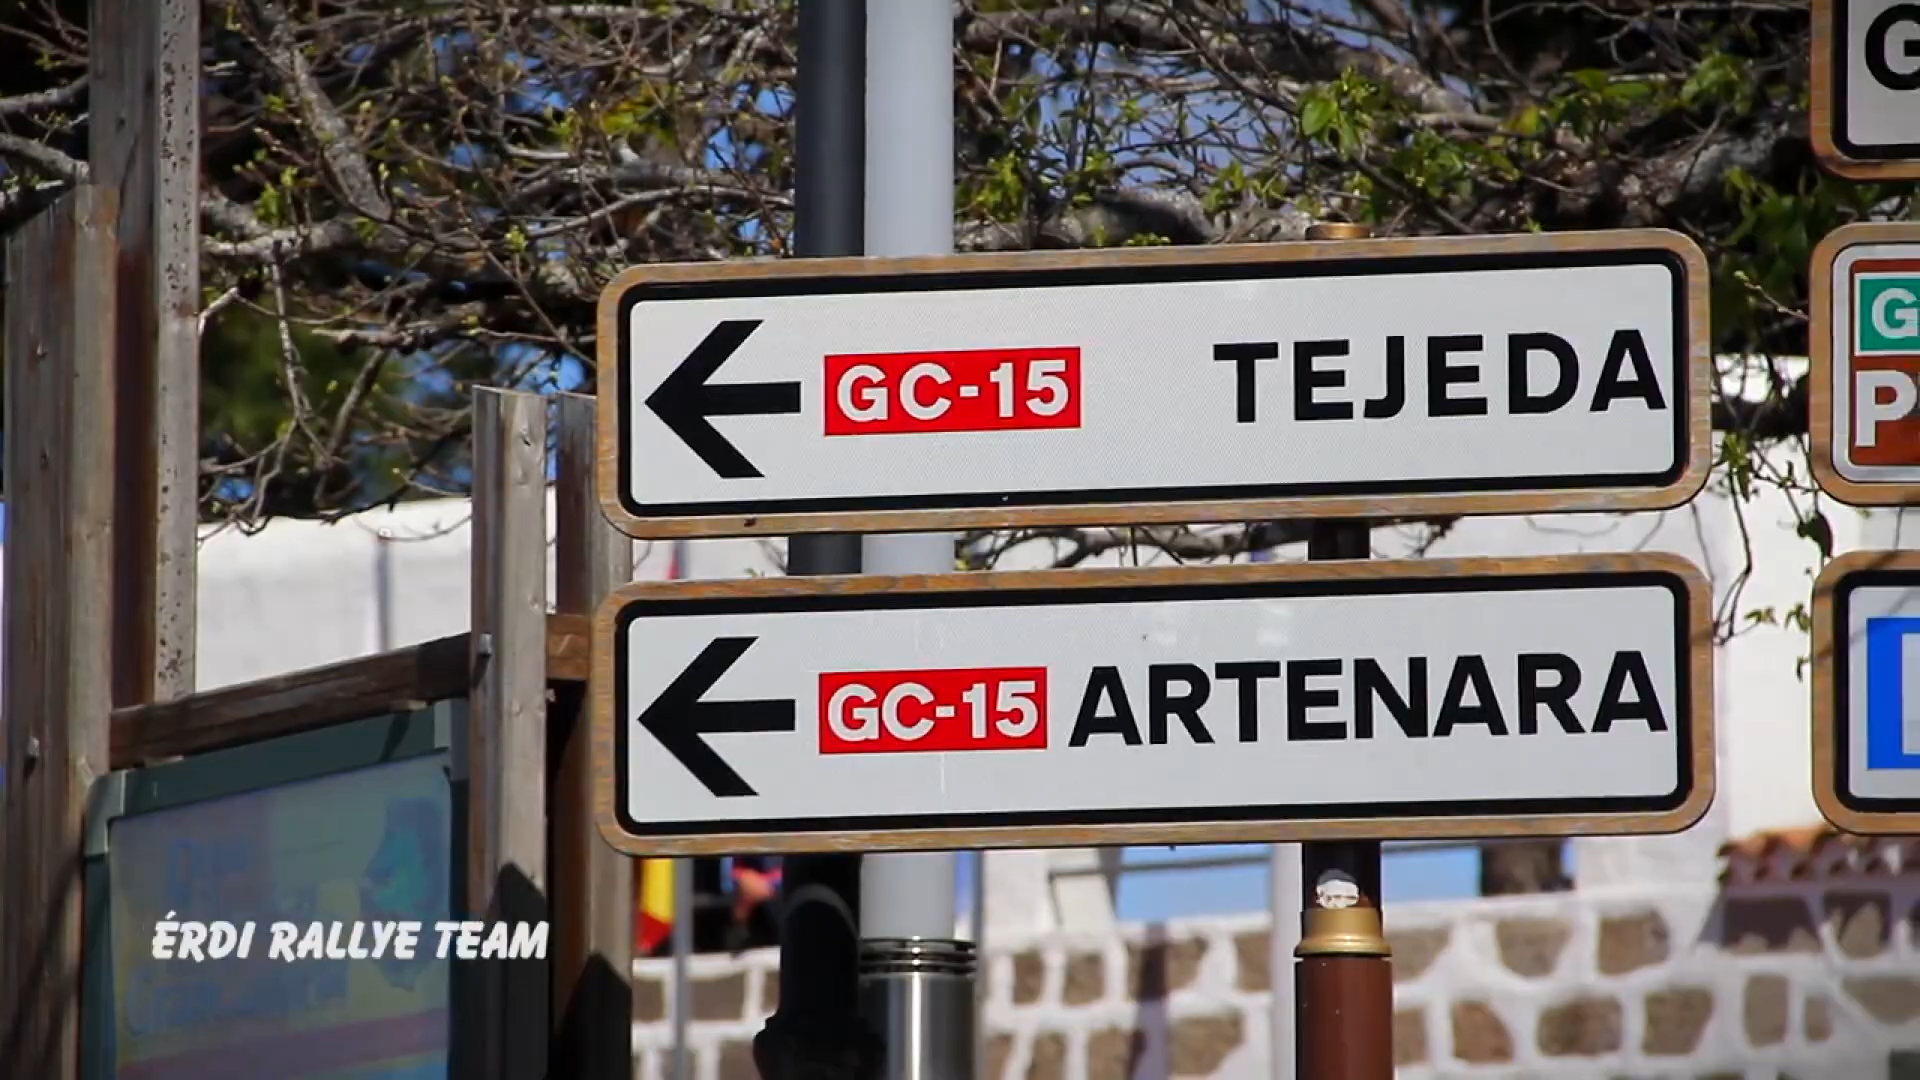 GC-15 TEJEDA
GC-15 ARTENARA
G
P
ÉRDI RALLYE TEAM